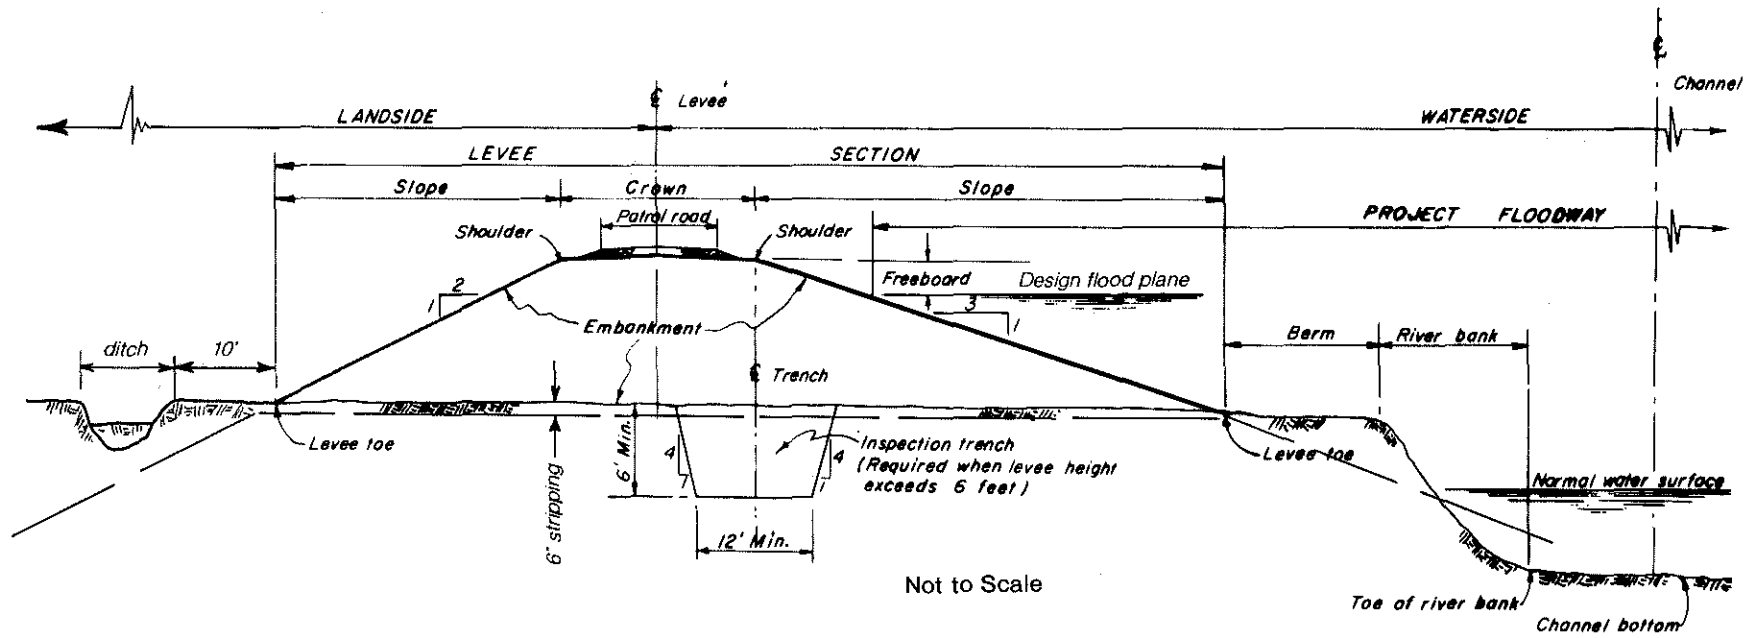 ℄
Channel
℄ Levee
LANDSIDE
WATERSIDE
LEVEE SECTION
Slope
Crown
Slope
Patrol road
PROJECT FLOODWAY
Shoulder
Shoulder
Freeboard
Design flood plane
2
1
3
1
Embankment
Berm
River bank
ditch
10'
℄ Trench
Levee toe
6" stripping
6' Min.
4
1
4
1
Inspection trench
(Required when levee height
exceeds 6 feet)
Levee toe
Normal water surface
12' Min.
Not to Scale
Toe of river bank
Channel bottom